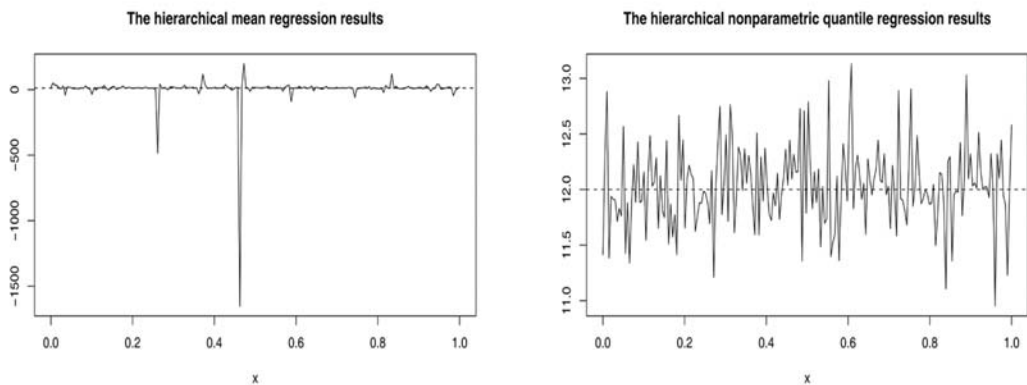 The hierarchical mean regression results
0
−500
−1000
−1500
0.0 0.2 0.4 0.6 0.8 1.0
x
The hierarchical nonparametric quantile regression results
13.0
12.5
12.0
11.5
11.0
0.0 0.2 0.4 0.6 0.8 1.0
x